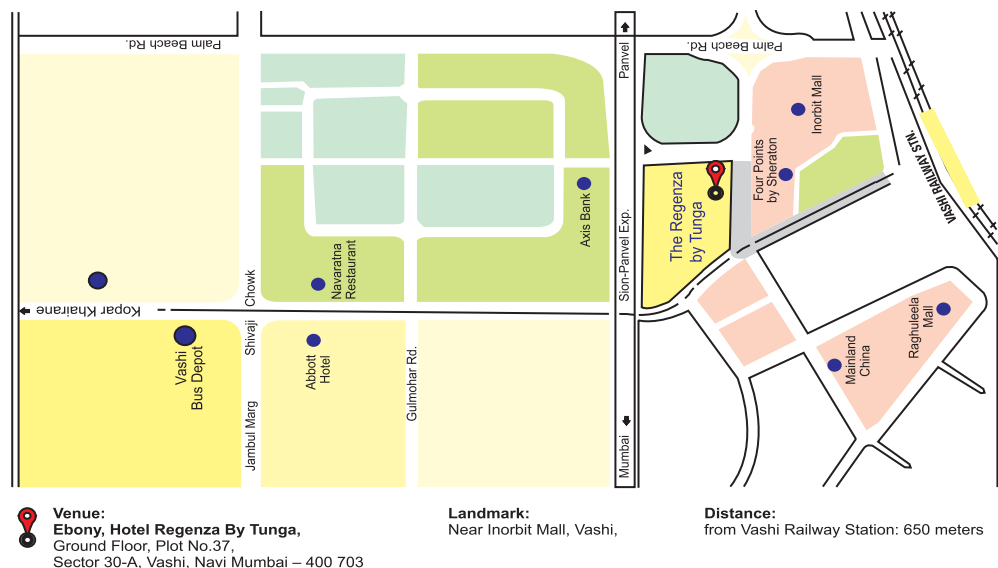 Palm Beach Rd.
Panvel
Palm Beach Rd.
Inorbit Mall
Four Points
by Sheraton
VASHI RAILWAY STN.
The Regenza
by Tunga
Axis Bank
Sion-Panvel Exp.
Navaratna
Restaurant
Kopar Khairane
Chowk
Shivaji
Jambul Marg
Vashi
Bus Depot
Abbott
Hotel
Gulmohar Rd.
Mumbai
Mainland
China
Raghuleela
Mall
Venue:
Ebony, Hotel Regenza By Tunga,
Ground Floor, Plot No.37,
Sector 30-A, Vashi, Navi Mumbai – 400 703
Landmark:
Near Inorbit Mall, Vashi,
Distance:
from Vashi Railway Station: 650 meters